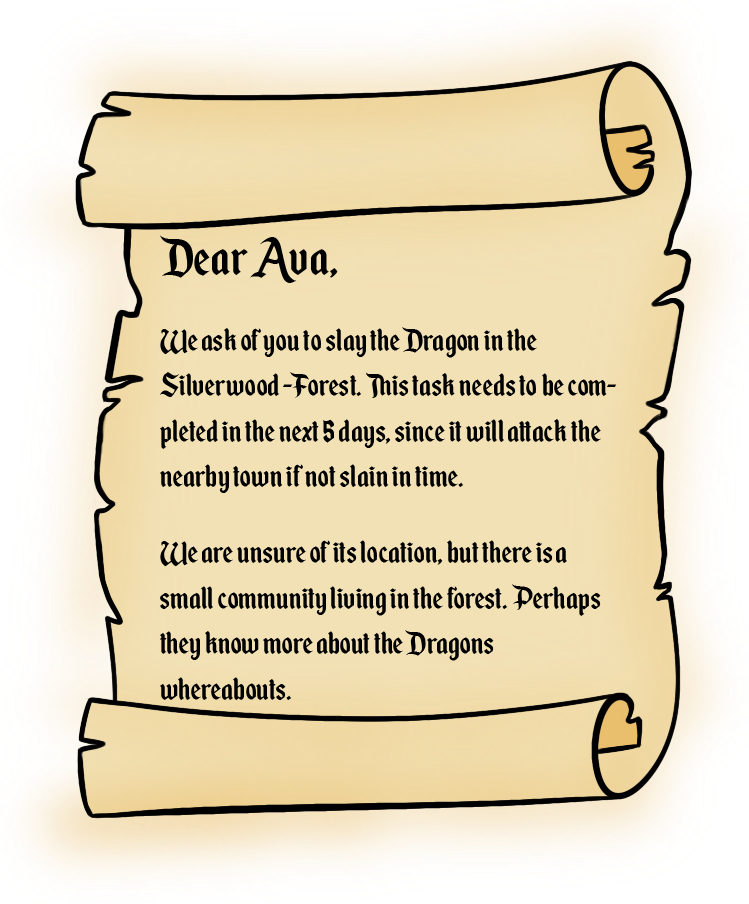 Dear Ava,
We ask of you to slay the Dragon in the
Silverwood-Forest. This task needs to be com-
pleted in the next 5 days, since it will attack the
nearby town if not slain in time.
We are unsure of its location, but there is a
small community living in the forest. Perhaps
they know more about the Dragons
whereabouts.